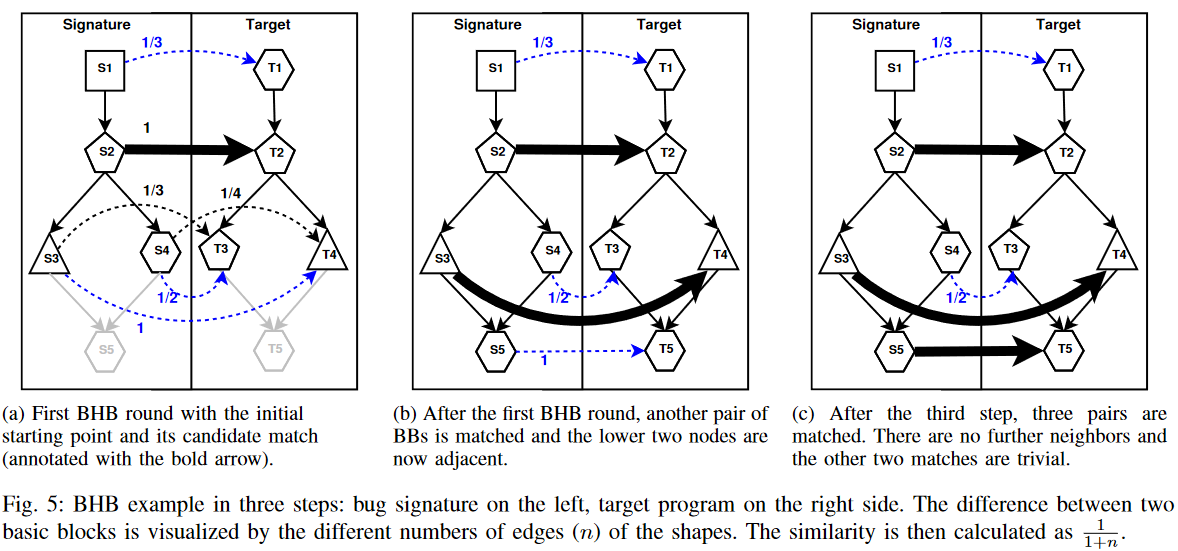 Signature Target
1/3
S1 T1
1
S2 T2
1/3 1/4
S3 S4 T3 T4
1/2
1
S5 T5
Signature Target
1/3
S1 T1
S2 T2
S3 S4 T3 T4
1/2
S5 T5
1
Signature Target
1/3
S1 T1
S2 T2
S3 S4 T3 T4
1/2
S5 T5
(a) First BHB round with the initial
starting point and its candidate match
(annotated with the bold arrow).
(b) After the first BHB round, another pair of
BBs is matched and the lower two nodes are
now adjacent.
(c) After the third step, three pairs are
matched. There are no further neighbors and
the other two matches are trivial.
Fig. 5: BHB example in three steps: bug signature on the left, target program on the right side. The difference between two
basic blocks is visualized by the different numbers of edges (n) of the shapes. The similarity is then calculated as 1/(1+n).